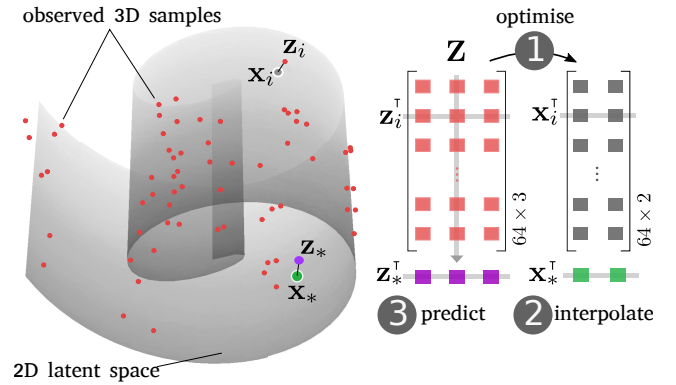 observed 3D samples
z_i
x_i
z_*
x_*
2D latent space
optimise
1
Z
z_i^⊤
x_i^⊤
64 × 3
64 × 2
z_*^⊤
x_*^⊤
3 predict
2 interpolate